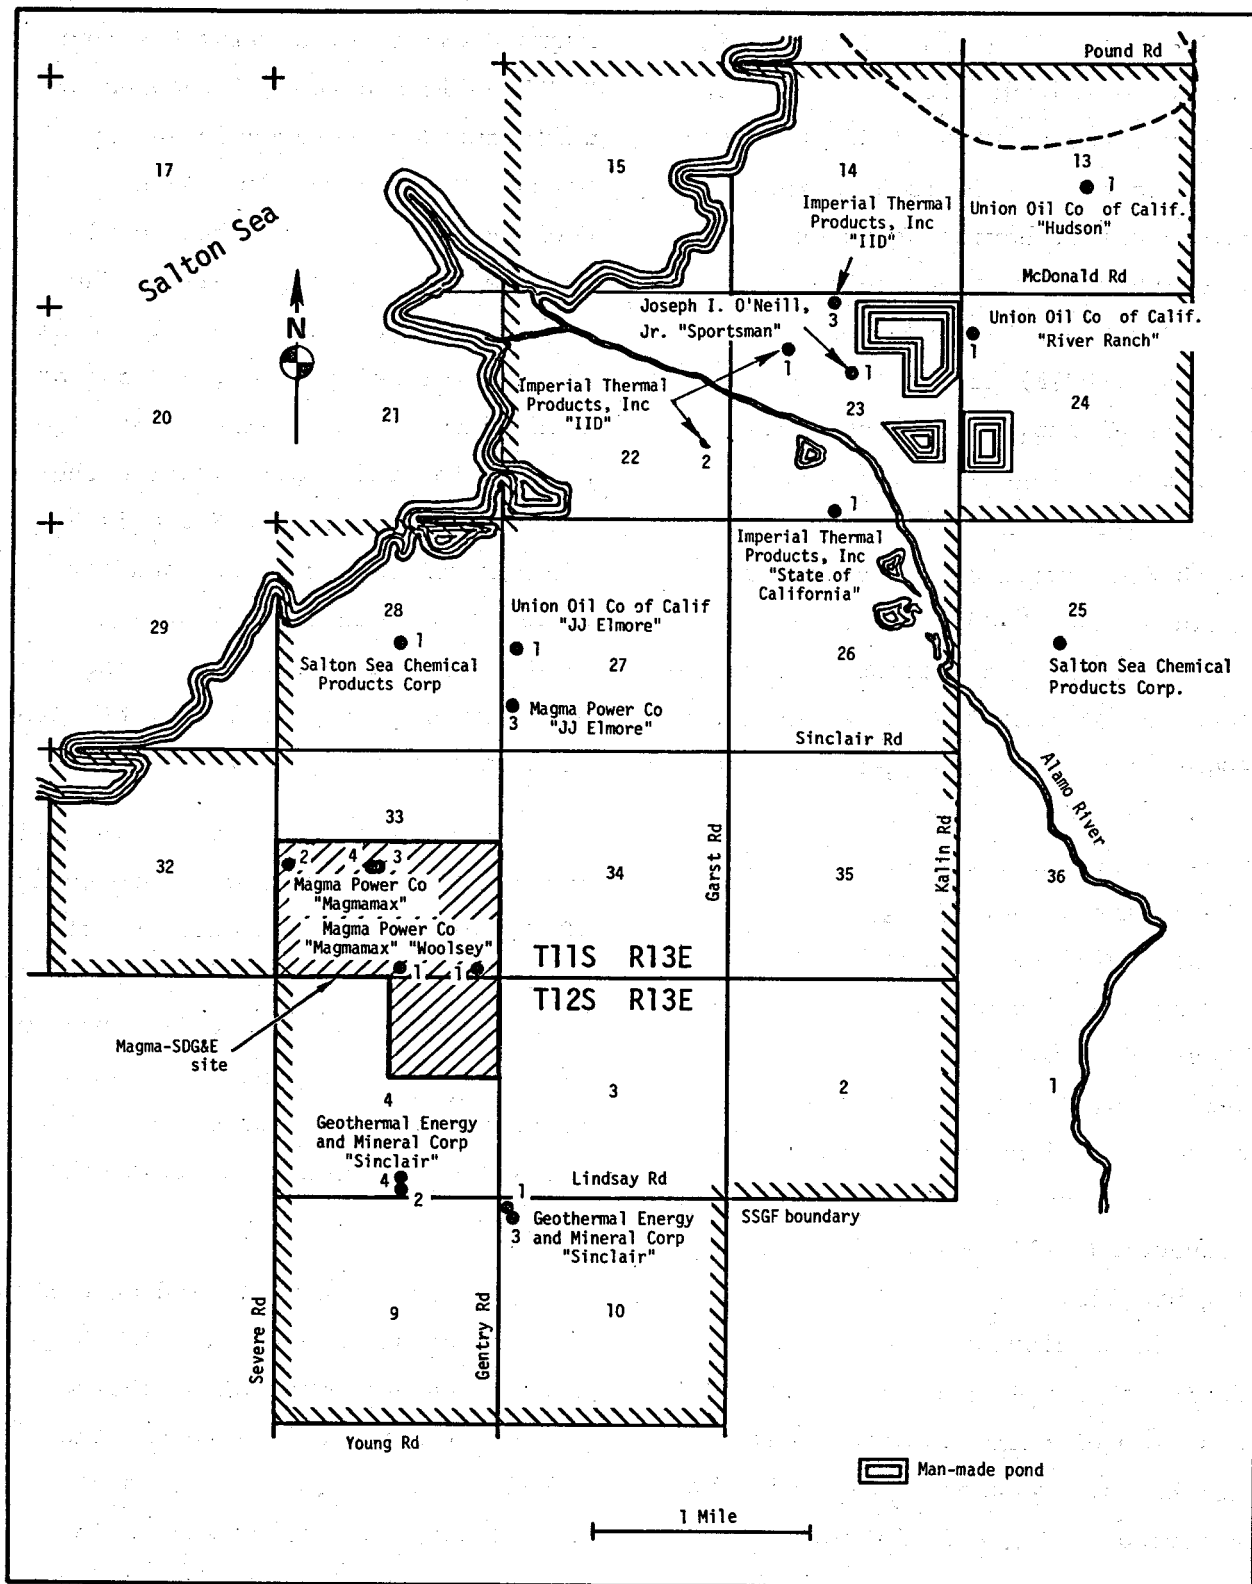 Pound Rd
17
15
14
13
1
Imperial Thermal
Products, Inc
"IID"
Union Oil Co of Calif.
"Hudson"
Salton Sea
McDonald Rd
N
Joseph I. O'Neill,
Jr. "Sportsman"
3
Union Oil Co of Calif.
"River Ranch"
1
1
1
Imperial Thermal
Products, Inc
"IID"
20
21
22
2
23
24
1
Imperial Thermal
Products, Inc
"State of
California"
29
28
1
Salton Sea Chemical
Products Corp
Union Oil Co of Calif
"JJ Elmore"
1
27
26
25
Salton Sea Chemical
Products Corp.
3
Magma Power Co
"JJ Elmore"
Sinclair Rd
Alamo River
33
32
2
4
3
Magma Power Co
"Magmamax"
Magma Power Co
"Magmamax" "Woolsey"
1
1
34
Garst Rd
35
Kalin Rd
36
T11S R13E
T12S R13E
Magma-SDG&E
site
4
3
2
1
Geothermal Energy
and Mineral Corp
"Sinclair"
4
2
Lindsay Rd
1
3
Geothermal Energy
and Mineral Corp
"Sinclair"
SSGF boundary
Severe Rd
9
Gentry Rd
10
Young Rd
Man-made pond
1 Mile